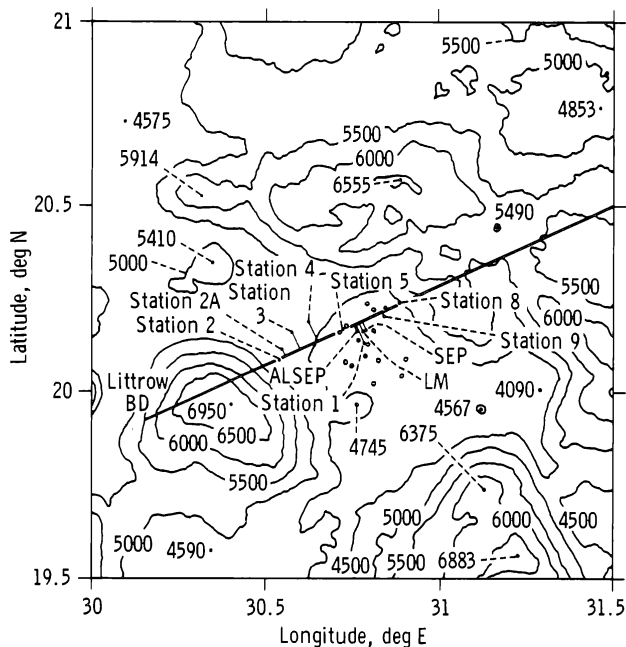 21
5500
5000
4575
4853
5500
5914
6000
6555
20.5
5490
5410
Station 4
Station 5
5000
Station
3
Station 8
5500
Station 2A
6000
Station 2
Station 9
SEP
ALSEP
Littrow
BD
LM
20
4090
Station 1
6950
4567
6000
6500
4745
6375
5500
5000
5000
6000
4500
4590
4500
5500
6883
19.5
30
30.5
31
31.5
Latitude, deg N
Longitude, deg E